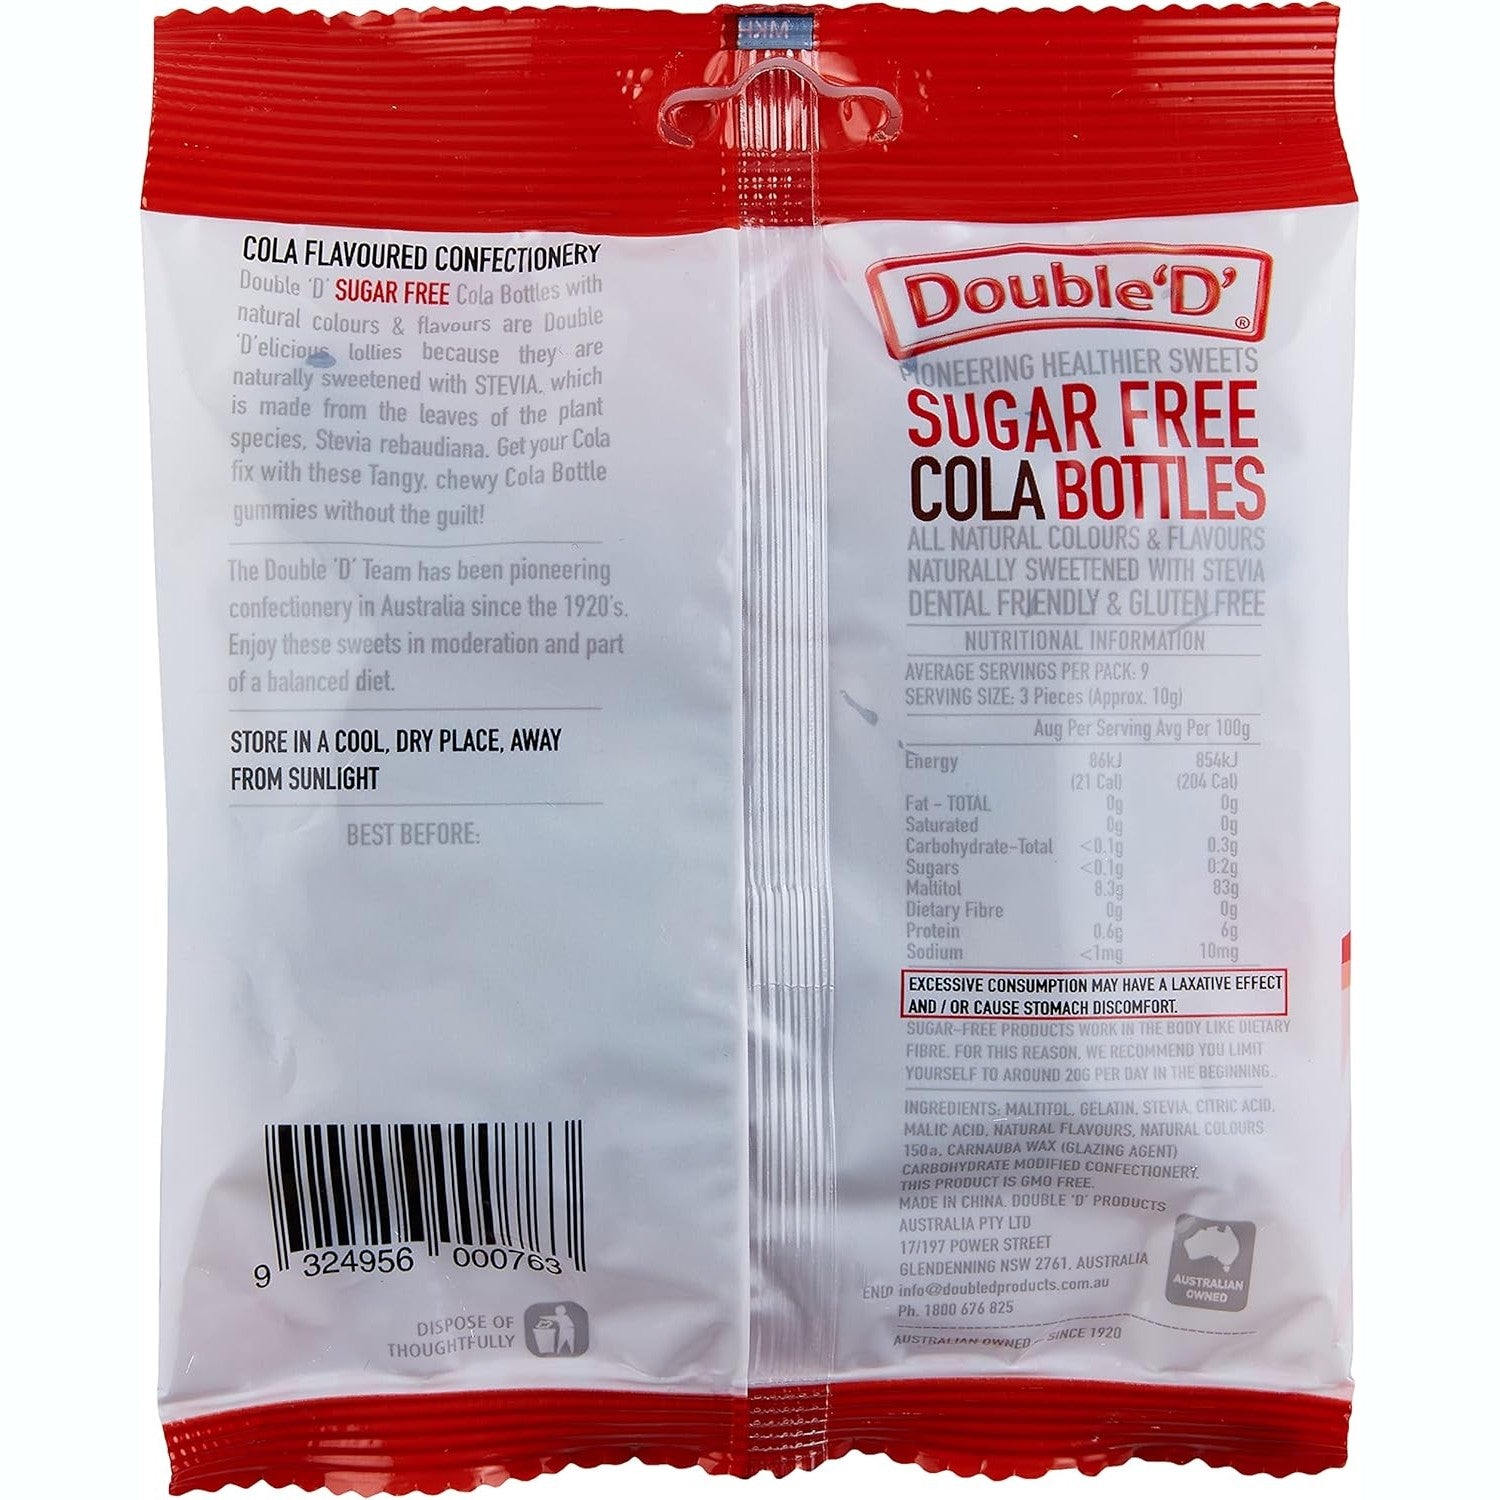 COLA FLAVOURED CONFECTIONERY
Double 'D' SUGAR FREE Cola Bottles with
natural colours & flavours are Double
'D'elicious lollies because they are
naturally sweetened with STEVIA, which
is made from the leaves of the plant
species, Stevia rebaudiana. Get your Cola
fix with these Tangy, chewy Cola Bottle
gummies without the guilt!
The Double 'D' Team has been pioneering
confectionery in Australia since the 1920's.
Enjoy these sweets in moderation and part
of a balanced diet.
STORE IN A COOL, DRY PLACE, AWAY
FROM SUNLIGHT
BEST BEFORE:
9 324956 000763
DISPOSE OF
THOUGHTFULLY
Double 'D' ®
PIONEERING HEALTHIER SWEETS
SUGAR FREE
COLA BOTTLES
ALL NATURAL COLOURS & FLAVOURS
NATURALLY SWEETENED WITH STEVIA
DENTAL FRIENDLY & GLUTEN FREE
NUTRITIONAL INFORMATION
AVERAGE SERVINGS PER PACK: 9
SERVING SIZE: 3 Pieces (Approx. 10g)
Aug Per Serving Avg Per 100g
Energy 86kJ 854kJ
(21 Cal) (204 Cal)
Fat - TOTAL 0g 0g
Saturated 0g 0g
Carbohydrate-Total <0.1g 0.3g
Sugars <0.1g 0:2g
Maltitol 8.3g 83g
Dietary Fibre 0g 0g
Protein 0.6g 6g
Sodium <1mg 10mg
EXCESSIVE CONSUMPTION MAY HAVE A LAXATIVE EFFECT
AND / OR CAUSE STOMACH DISCOMFORT.
SUGAR-FREE PRODUCTS WORK IN THE BODY LIKE DIETARY
FIBRE. FOR THIS REASON, WE RECOMMEND YOU LIMIT
YOURSELF TO AROUND 20G PER DAY IN THE BEGINNING.
INGREDIENTS: MALTITOL, GELATIN, STEVIA, CITRIC ACID,
MALIC ACID, NATURAL FLAVOURS, NATURAL COLOURS
150a, CARNAUBA WAX (GLAZING AGENT)
CARBOHYDRATE MODIFIED CONFECTIONERY.
THIS PRODUCT IS GMO FREE.
MADE IN CHINA. DOUBLE 'D' PRODUCTS
AUSTRALIA PTY LTD
17/197 POWER STREET
GLENDENNING NSW 2761, AUSTRALIA
info@doubledproducts.com.au
Ph. 1800 676 825
AUSTRALIAN
OWNED
AUSTRALIAN OWNED - SINCE 1920